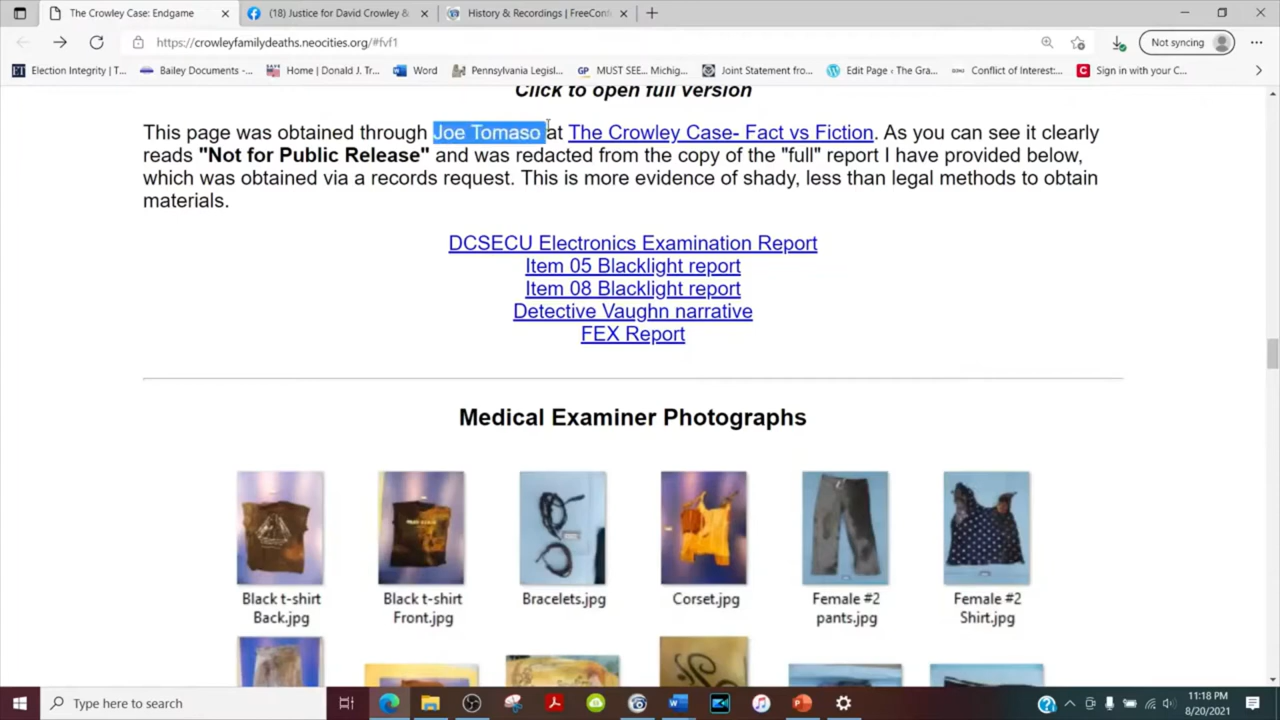 The Crowley Case: Endgame
(18) Justice for David Crowley &
History & Recordings | FreeConf
https://crowleyfamilydeaths.neocities.org/#fvf1
Not syncing
Election Integrity | T...
Bailey Documents -...
Home | Donald J. Tr...
Word
Pennsylvania Legisl...
GP
MUST SEE... Michig...
Joint Statement fro...
Edit Page ‹ The Gra...
Conflict of Interest:...
Sign in with your C...
Click to open full version
This page was obtained through Joe Tomaso at The Crowley Case- Fact vs Fiction. As you can see it clearly
reads "Not for Public Release" and was redacted from the copy of the "full" report I have provided below,
which was obtained via a records request. This is more evidence of shady, less than legal methods to obtain
materials.
DCSECU Electronics Examination Report
Item 05 Blacklight report
Item 08 Blacklight report
Detective Vaughn narrative
FEX Report
Medical Examiner Photographs
Black t-shirt
Back.jpg
Black t-shirt
Front.jpg
Bracelets.jpg
Corset.jpg
Female #2
pants.jpg
Female #2
Shirt.jpg
Type here to search
11:18 PM
8/20/2021